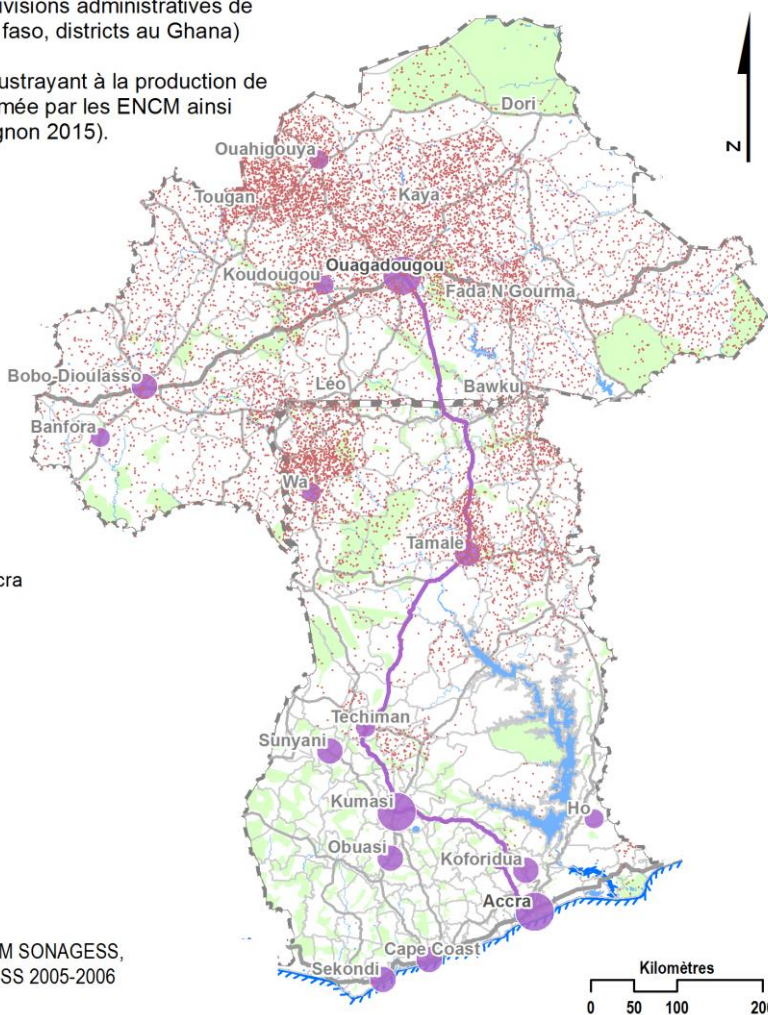 ivisions administratives de
faso, districts au Ghana)
ustrayant à la production de
mée par les ENCM ainsi
gnon 2015).
N
Dori
Ouahigouya
Tougan
Kaya
Ouagadougou
Koudougou
Fada N Gourma
Bobo-Dioulasso
Léo
Bawku
Banfora
Wa
Tamale
cra
Techiman
Sunyani
Kumasi
Ho
Obuasi
Koforidua
Accra
M SONAGESS,
SS 2005-2006
Cape Coast
Sekondi
Kilomètres
0 50 100 200